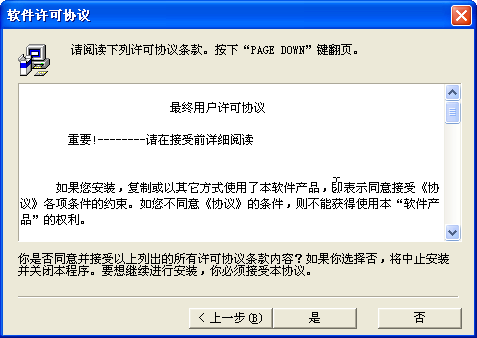 软件许可协议
请阅读下列许可协议条款。按下“PAGE DOWN”键翻页。
最终用户许可协议
重要!--------请在接受前详细阅读
如果您安装，复制或以其它方式使用了本软件产品，即表示同意接受《协
议》各项条件的约束。如您不同意《协议》的条件，则不能获得使用本“软件产
品”的权利。
你是否同意并接受以上列出的所有许可协议条款内容？如果你选择否，将中止安装
并关闭本程序。要想继续进行安装，你必须接受本协议。
< 上一步(B)
是
否